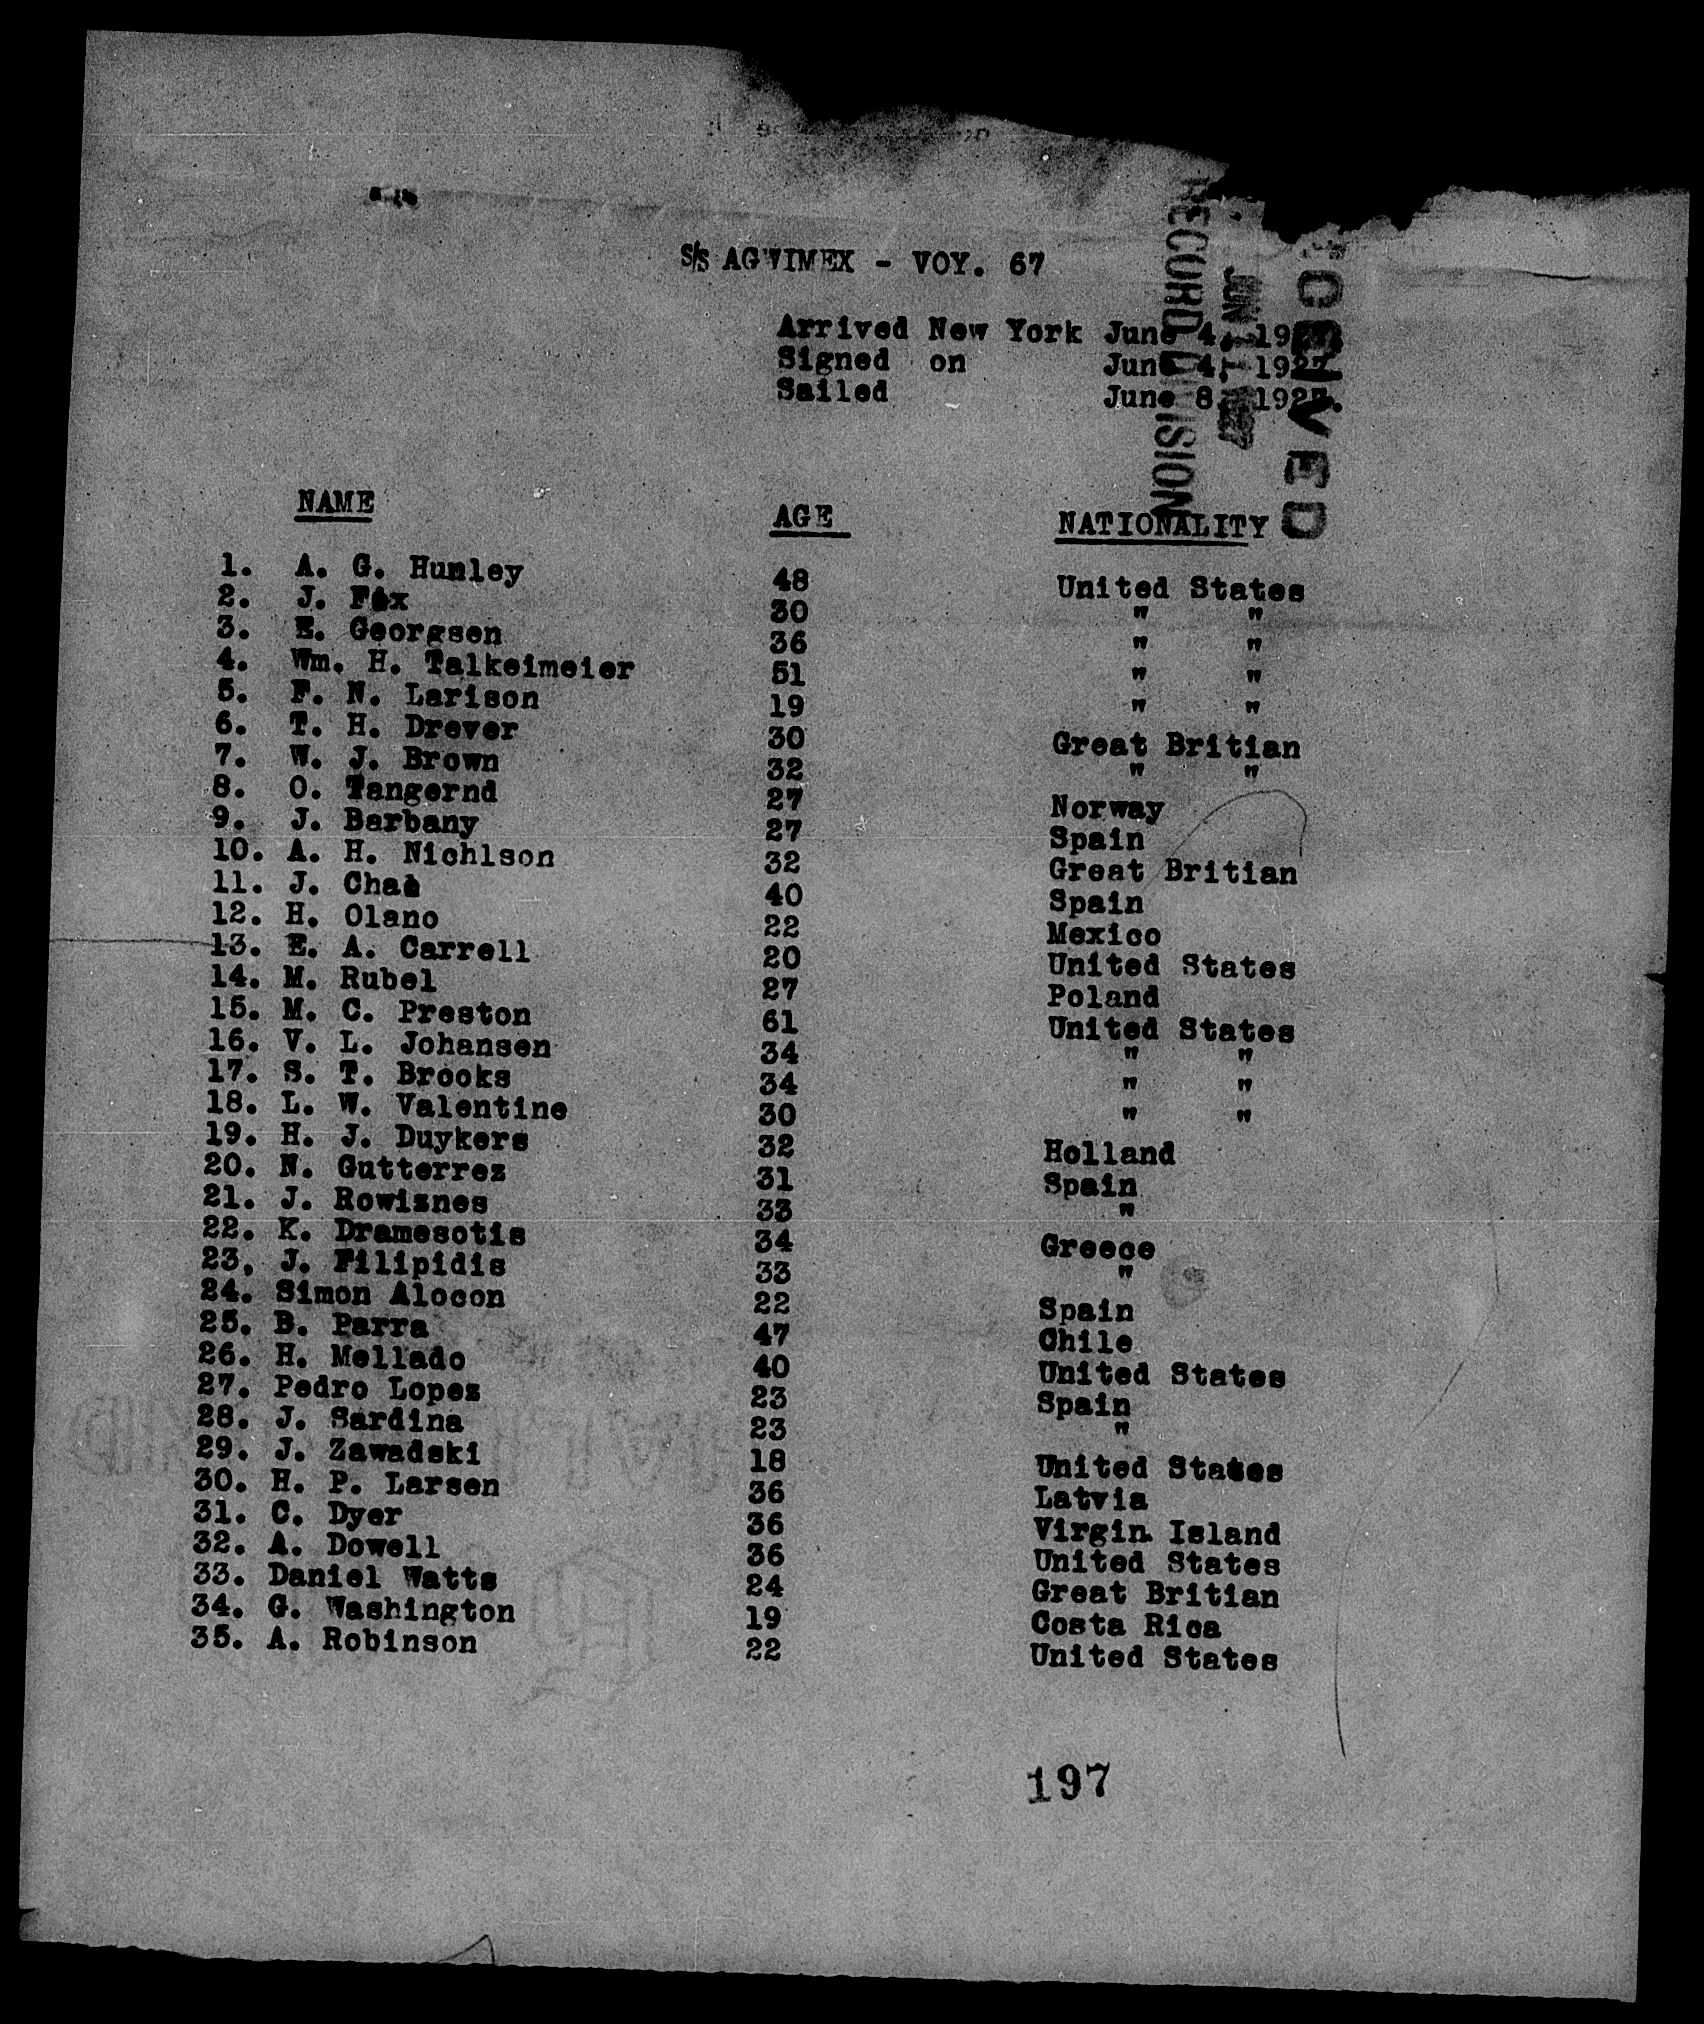 S/S AGWIMEX - VOY. 67
Arrived New York June 4, 1927.
Signed on June 4, 1927.
Sailed June 8, 1927.
RECORD DIVISION
JUN 11 1927
NAME AGE NATIONALITY
1. A. G. Hunley 48 United States
2. J. Fox 30 " "
3. E. Georgsen 36 " "
4. Wm. H. Talkeimeier 51 " "
5. F. N. Larison 19 " "
6. T. H. Drever 30 Great Britian
7. W. J. Brown 32 " "
8. O. Tangernd 27 Norway
9. J. Barbany 27 Spain
10. A. H. Nichlson 32 Great Britian
11. J. 40 Spain
12. H. Olano 22 Mexico
13. E. A. Carrell 20 United States
14. M. Rubel 27 Poland
15. M. C. Preston 61 United States
16. V. L. Johansen 34 " "
17. S. T. Brooks 34 " "
18. L. W. Valentine 30 " "
19. H. J. Duykers 32 Holland
20. N. Gutterrez 31 Spain
21. J. Rowiznes 33 "
22. K. Dramesotis 34 Greece
23, J. Filipidis 33 "
24. Simon Alocon 22 Spain
25. B. Parra 47 Chile
26. H. Mellado 40 United States
27. Pedro Lopez 23 Spain
28. J. Sardina 23 "
29. J. Zawadski 18 United States
30. H. P. Larsen 36 Latvia
31. C. Dyer 36 Virgin Island
32. A. Dowell 36 United States
33. Daniel Watts 24 Great Britian
34. G. Washington 19 Costa Rica
35. A. Robinson 22 United States
197